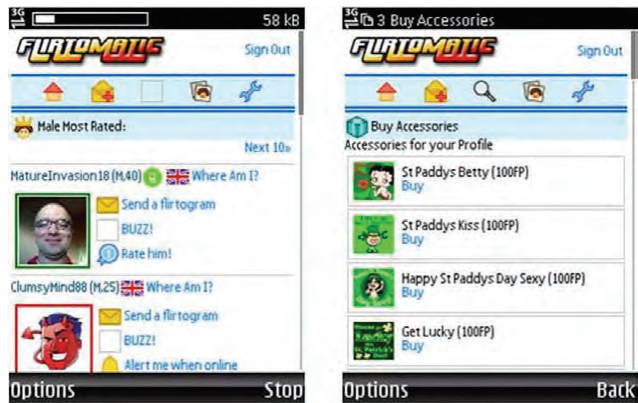 3G
58 kB
FLIRTOMATIC
Sign Out
Male Most Rated:
Next 10»
MatureInvasion18 (M,40) Where Am I?
Send a flirtogram
BUZZ!
Rate him!
ClumsyMind88 (M,25) Where Am I?
Send a flirtogram
BUZZ!
Alert me when online
Options Stop
3G
3 Buy Accessories
FLIRTOMATIC
Sign Out
Buy Accessories
Accessories for your Profile
St Paddys Betty (100FP)
Buy
St Paddys Kiss (100FP)
Buy
Happy St Paddys Day Sexy (100FP)
Buy
Get Lucky (100FP)
Buy
Options Back